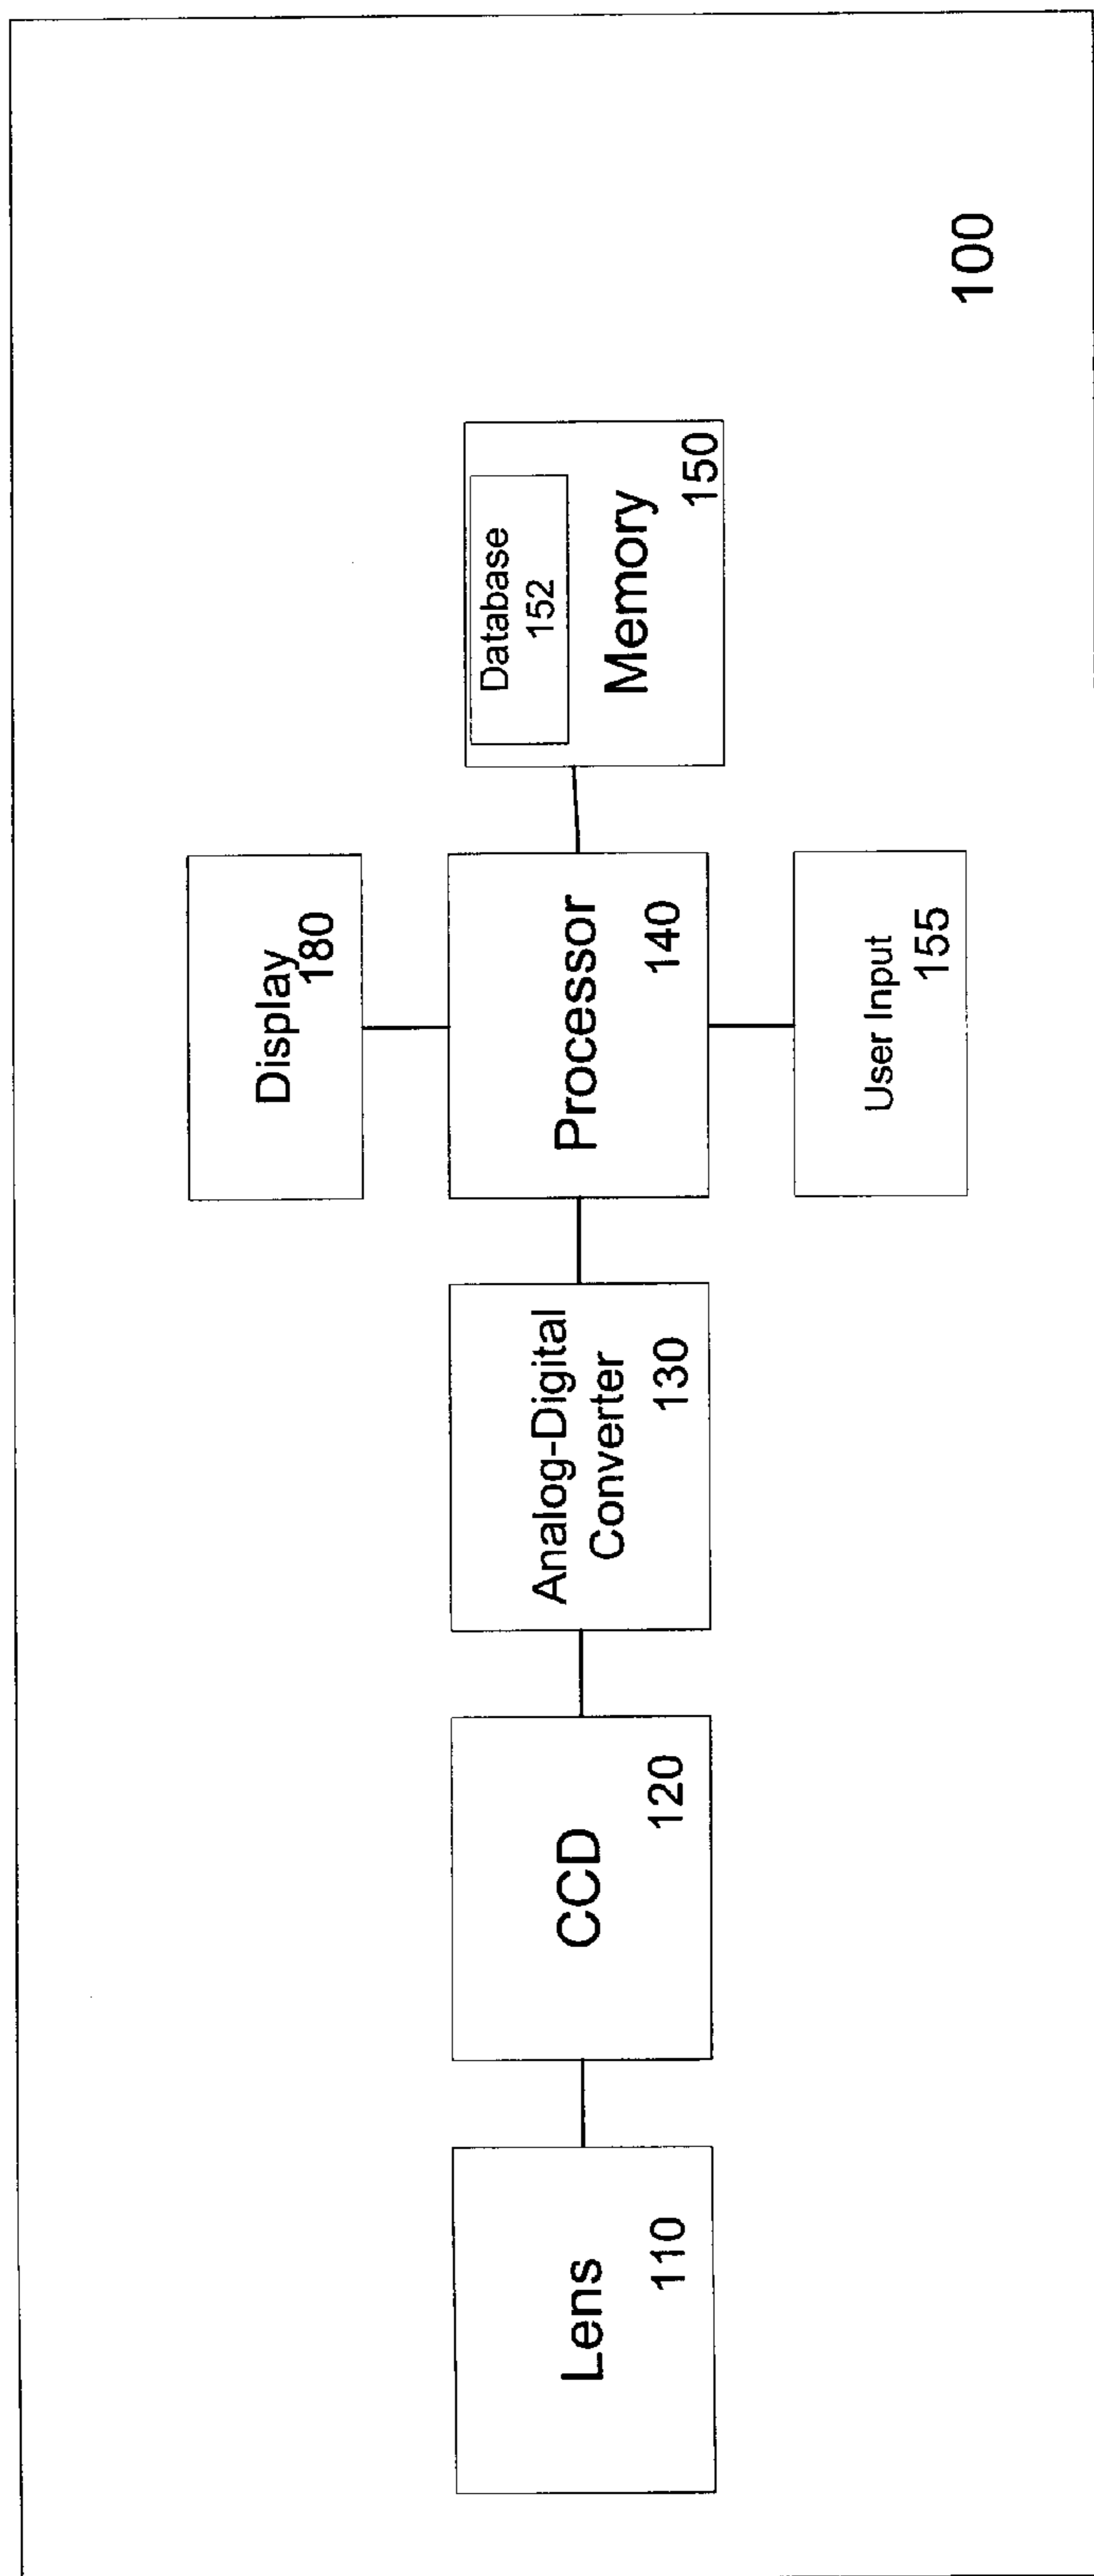 Display
180
Lens
110
CCD
120
Analog-Digital
Converter
130
Processor
140
Database
152
Memory
150
User Input
155
100